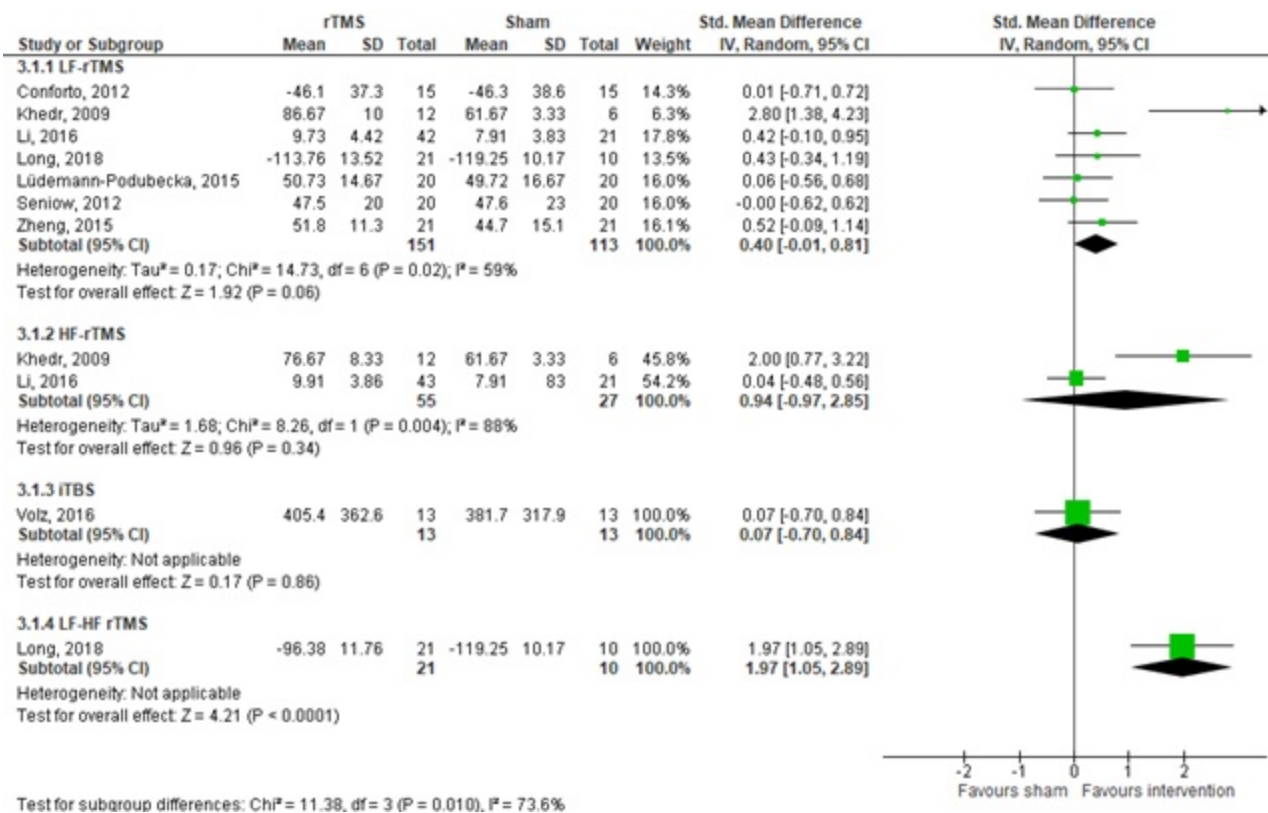 rTMS Sham Std. Mean Difference Std. Mean Difference
Study or Subgroup Mean SD Total Mean SD Total Weight IV, Random, 95% CI IV, Random, 95% CI
3.1.1 LF-rTMS
Conforto, 2012 -46.1 37.3 15 -46.3 38.6 15 14.3% 0.01 [-0.71, 0.72]
Khedr, 2009 86.67 10 12 61.67 3.33 6 6.3% 2.80 [1.38, 4.23]
Li, 2016 9.73 4.42 42 7.91 3.83 21 17.8% 0.42 [-0.10, 0.95]
Long, 2018 -113.76 13.52 21 -119.25 10.17 10 13.5% 0.43 [-0.34, 1.19]
Lüdemann-Podubecka, 2015 50.73 14.67 20 49.72 16.67 20 16.0% 0.06 [-0.56, 0.68]
Seniow, 2012 47.5 20 20 47.6 23 20 16.0% -0.00 [-0.62, 0.62]
Zheng, 2015 51.8 11.3 21 44.7 15.1 21 16.1% 0.52 [-0.09, 1.14]
Subtotal (95% CI) 151 113 100.0% 0.40 [-0.01, 0.81]
Heterogeneity: Tau² = 0.17; Chi² = 14.73, df = 6 (P = 0.02); I² = 59%
Test for overall effect: Z = 1.92 (P = 0.06)
3.1.2 HF-rTMS
Khedr, 2009 76.67 8.33 12 61.67 3.33 6 45.8% 2.00 [0.77, 3.22]
Li, 2016 9.91 3.86 43 7.91 83 21 54.2% 0.04 [-0.48, 0.56]
Subtotal (95% CI) 55 27 100.0% 0.94 [-0.97, 2.85]
Heterogeneity: Tau² = 1.68; Chi² = 8.26, df = 1 (P = 0.004); I² = 88%
Test for overall effect: Z = 0.96 (P = 0.34)
3.1.3 iTBS
Volz, 2016 405.4 362.6 13 381.7 317.9 13 100.0% 0.07 [-0.70, 0.84]
Subtotal (95% CI) 13 13 100.0% 0.07 [-0.70, 0.84]
Heterogeneity: Not applicable
Test for overall effect: Z = 0.17 (P = 0.86)
3.1.4 LF-HF rTMS
Long, 2018 -96.38 11.76 21 -119.25 10.17 10 100.0% 1.97 [1.05, 2.89]
Subtotal (95% CI) 21 10 100.0% 1.97 [1.05, 2.89]
Heterogeneity: Not applicable
Test for overall effect: Z = 4.21 (P < 0.0001)
-2 -1 0 1 2
Favours sham Favours intervention
Test for subgroup differences: Chi² = 11.38, df = 3 (P = 0.010), I² = 73.6%